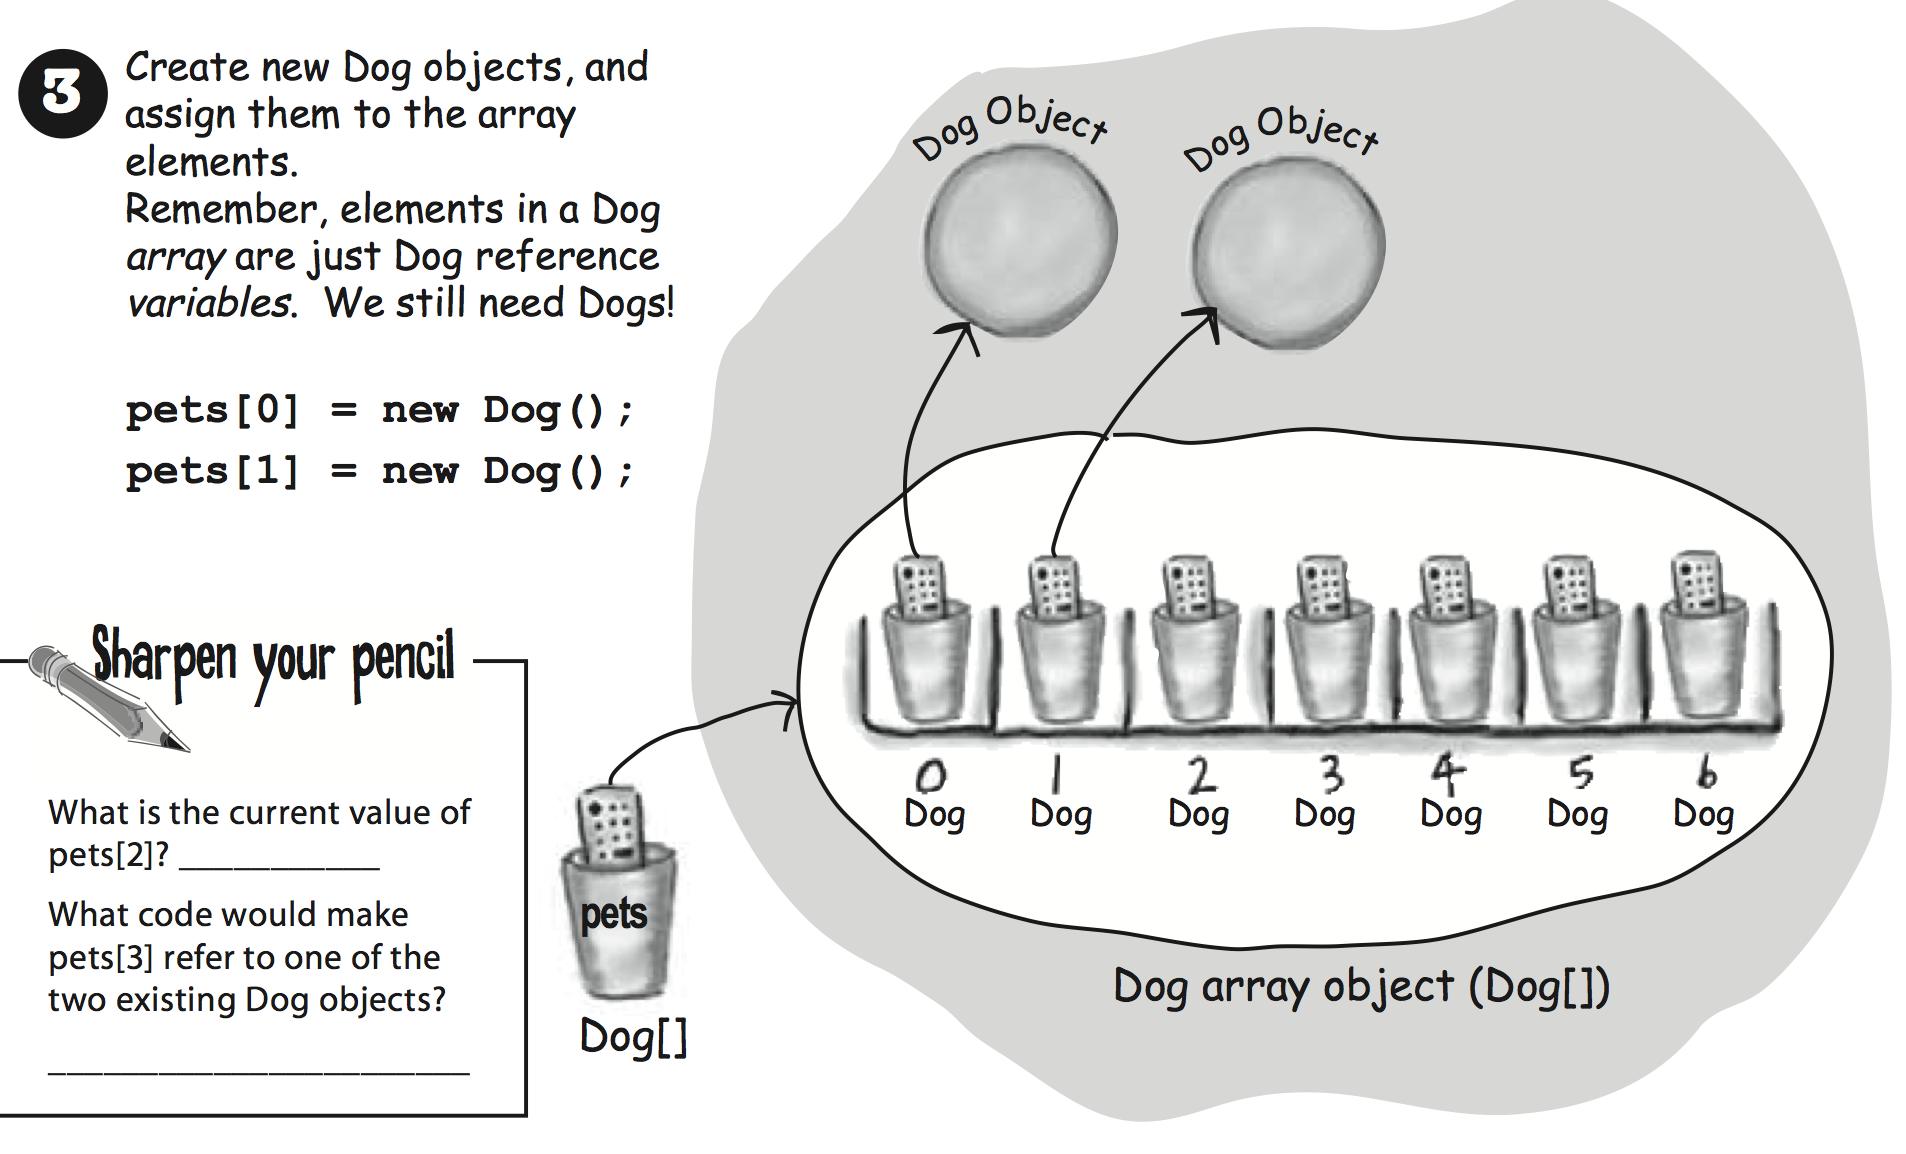 3
Create new Dog objects, and
assign them to the array
elements.
Remember, elements in a Dog
array are just Dog reference
variables. We still need Dogs!
pets[0] = new Dog();
pets[1] = new Dog();
Sharpen your pencil
What is the current value of
pets[2]? ___________
What code would make
pets[3] refer to one of the
two existing Dog objects?
_______________________
pets
Dog[]
Dog Object
Dog Object
0 1 2 3 4 5 6
Dog Dog Dog Dog Dog Dog Dog
Dog array object (Dog[])